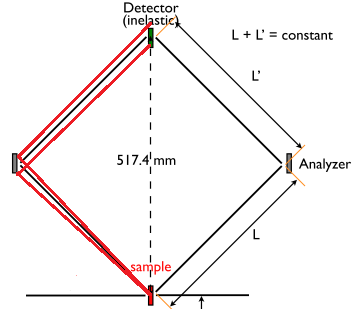 Detector
(inelastic)
L + L’ = constant
L’
517.4 mm
Analyzer
L
sample